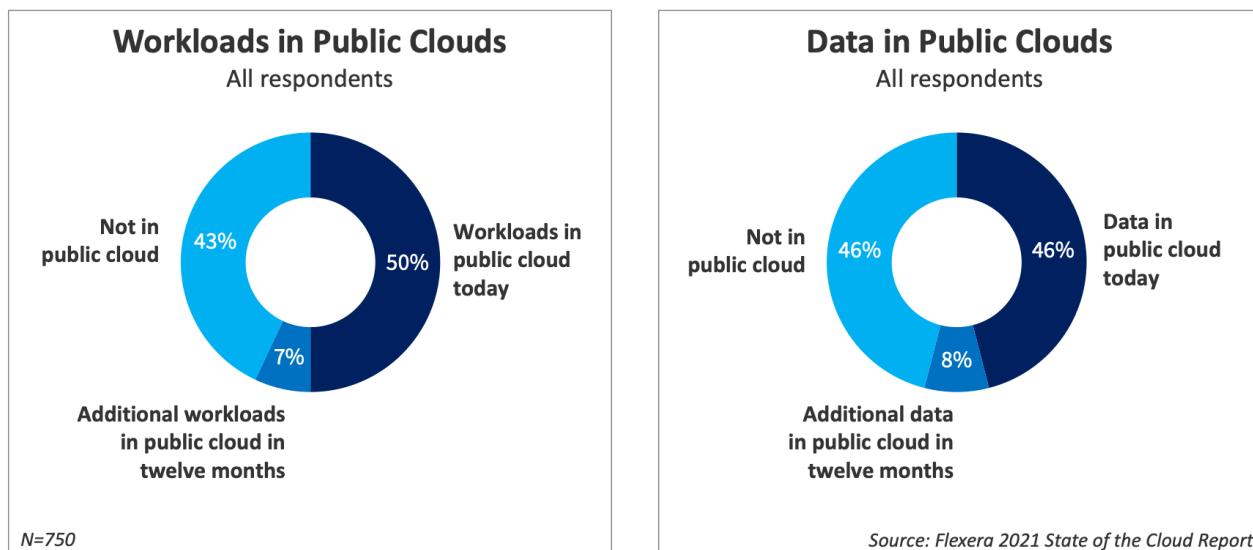 Workloads in Public Clouds
All respondents
Not in
public cloud
43%
50%
Workloads in
public cloud
today
7%
Additional workloads
in public cloud in
twelve months
N=750
Data in Public Clouds
All respondents
Not in
public cloud
46%
46%
Data in
public cloud
today
8%
Additional data
in public cloud in
twelve months
Source: Flexera 2021 State of the Cloud Report